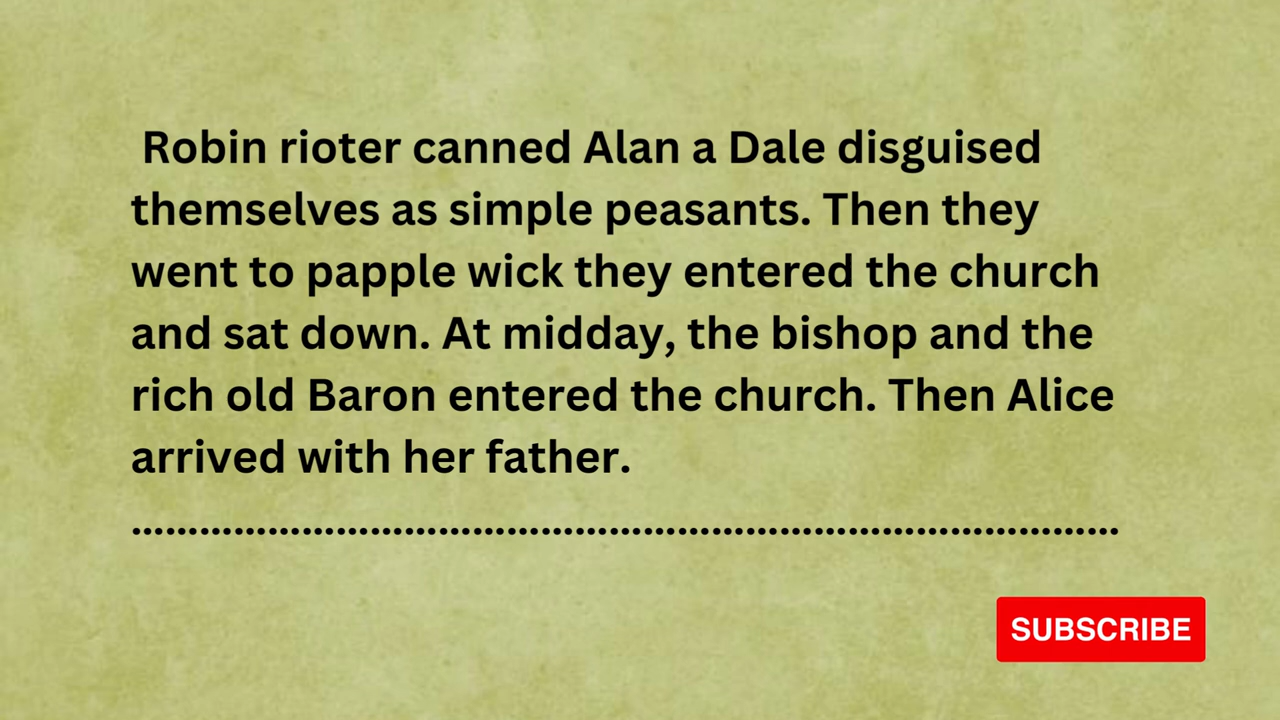 Robin rioter canned Alan a Dale disguised
themselves as simple peasants. Then they
went to papple wick they entered the church
and sat down. At midday, the bishop and the
rich old Baron entered the church. Then Alice
arrived with her father.
……………………………………………………………………………
SUBSCRIBE